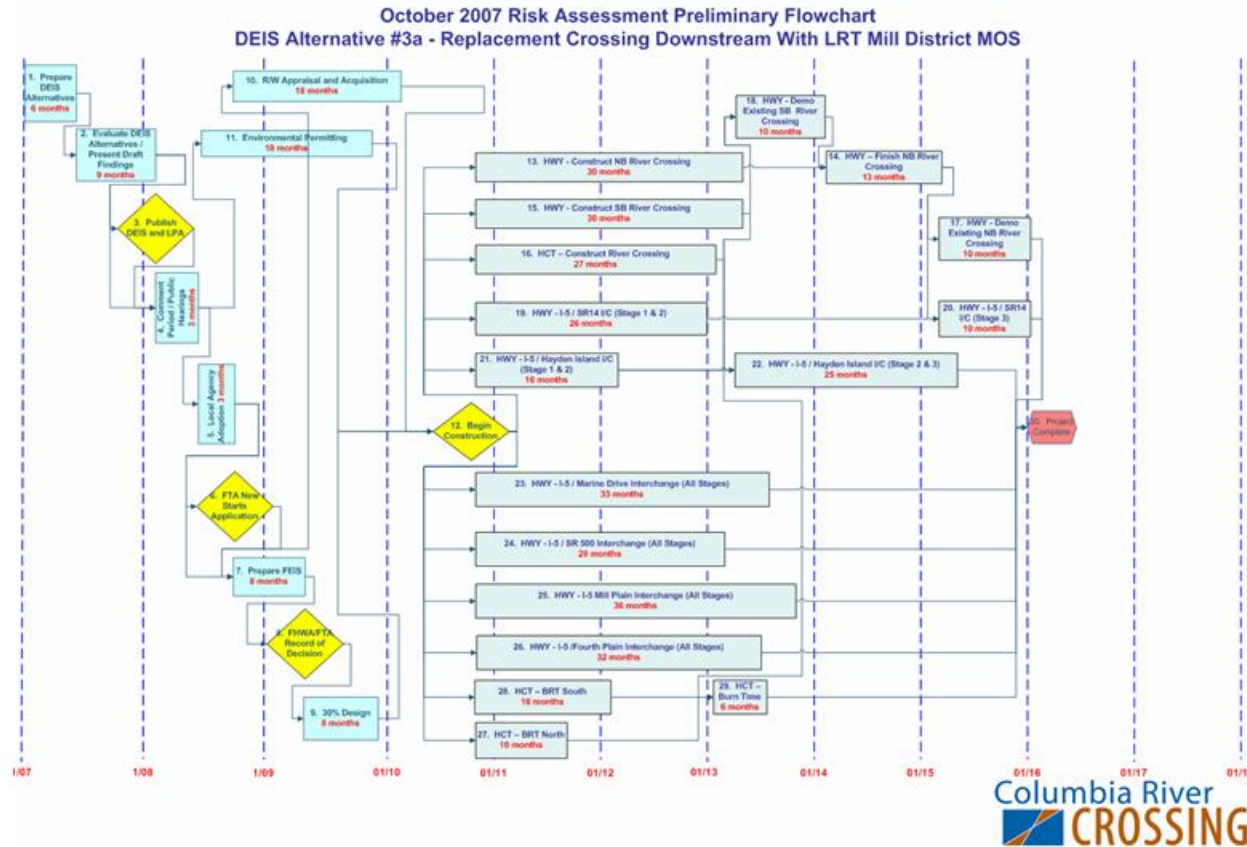 October 2007 Risk Assessment Preliminary Flowchart
DEIS Alternative #3a - Replacement Crossing Downstream With LRT Mill District MOS
1. Prepare
DEIS
Alternatives
6 months
2. Evaluate DEIS
Alternatives /
Present Draft
Findings
9 months
3. Publish
DEIS and LPA
4. Comment
Period / Public
Hearings
3 months
5. Local Agency
Adoption 3 months
6. FTA New
Starts
Application
7. Prepare FEIS
8 months
8. FHWA/FTA
Record of
Decision
9. 30% Design
8 months
10. R/W Appraisal and Acquisition
18 months
11. Environmental Permitting
18 months
12. Begin
Construction
13. HWY - Construct NB River Crossing
30 months
15. HWY - Construct SB River Crossing
30 months
16. HCT – Construct River Crossing
27 months
19. HWY - I-5 / SR14 I/C (Stage 1 & 2)
26 months
21. HWY - I-5 / Hayden Island I/C
(Stage 1 & 2)
16 months
18. HWY - Demo
Existing SB River
Crossing
10 months
14. HWY – Finish NB River
Crossing
13 months
17. HWY - Demo
Existing NB River
Crossing
10 months
20. HWY - I-5 / SR14
I/C (Stage 3)
10 months
22. HWY - I-5 / Hayden Island I/C (Stage 2 & 3)
25 months
30. Project
Complete
23. HWY - I-5 / Marine Drive Interchange (All Stages)
33 months
24. HWY - I-5 / SR 500 Interchange (All Stages)
28 months
25. HWY - I-5 Mill Plain Interchange (All Stages)
36 months
26. HWY - I-5 /Fourth Plain Interchange (All Stages)
32 months
28. HCT – BRT South
16 months
29. HCT –
Burn Time
6 months
27. HCT – BRT North
10 months
1/07 1/08 1/09 01/10 01/11 01/12 01/13 01/14 01/15 01/16 01/17 01/1
Columbia River
CROSSING